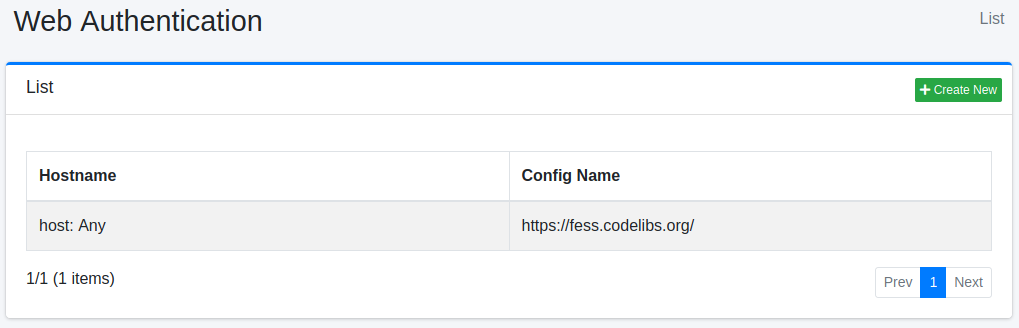 Web Authentication
List
List
Create New
Hostname Config Name
host: Any https://fess.codelibs.org/
1/1 (1 items)
Prev 1 Next